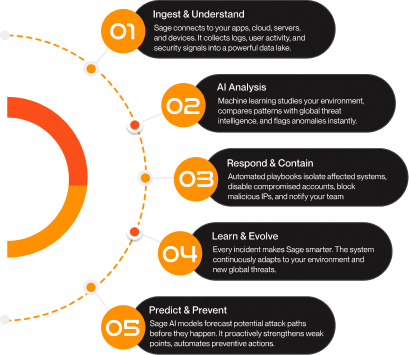 01
Ingest & Understand
Sage connects to your apps, cloud, servers,
and devices. It collects logs, user activity, and
security signals into a powerful data lake.
02
AI Analysis
Machine learning studies your environment,
compares patterns with global threat
intelligence, and flags anomalies instantly.
03
Respond & Contain
Automated playbooks isolate affected systems,
disable compromised accounts, block
malicious IPs, and notify your team
04
Learn & Evolve
Every incident makes Sage smarter. The system
continuously adapts to your environment and
new global threats.
05
Predict & Prevent
Sage AI models forecast potential attack paths
before they happen. It proactively strengthens weak
points, automates preventive actions.